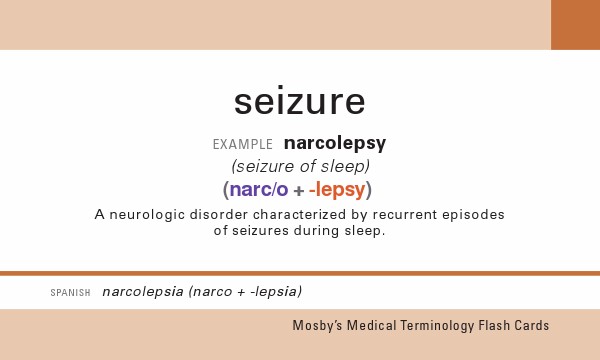 seizure
EXAMPLE narcolepsy
(seizure of sleep)
(narc/o + -lepsy)
A neurologic disorder characterized by recurrent episodes
of seizures during sleep.
SPANISH narcolepsia (narco + -lepsia)
Mosby's Medical Terminology Flash Cards